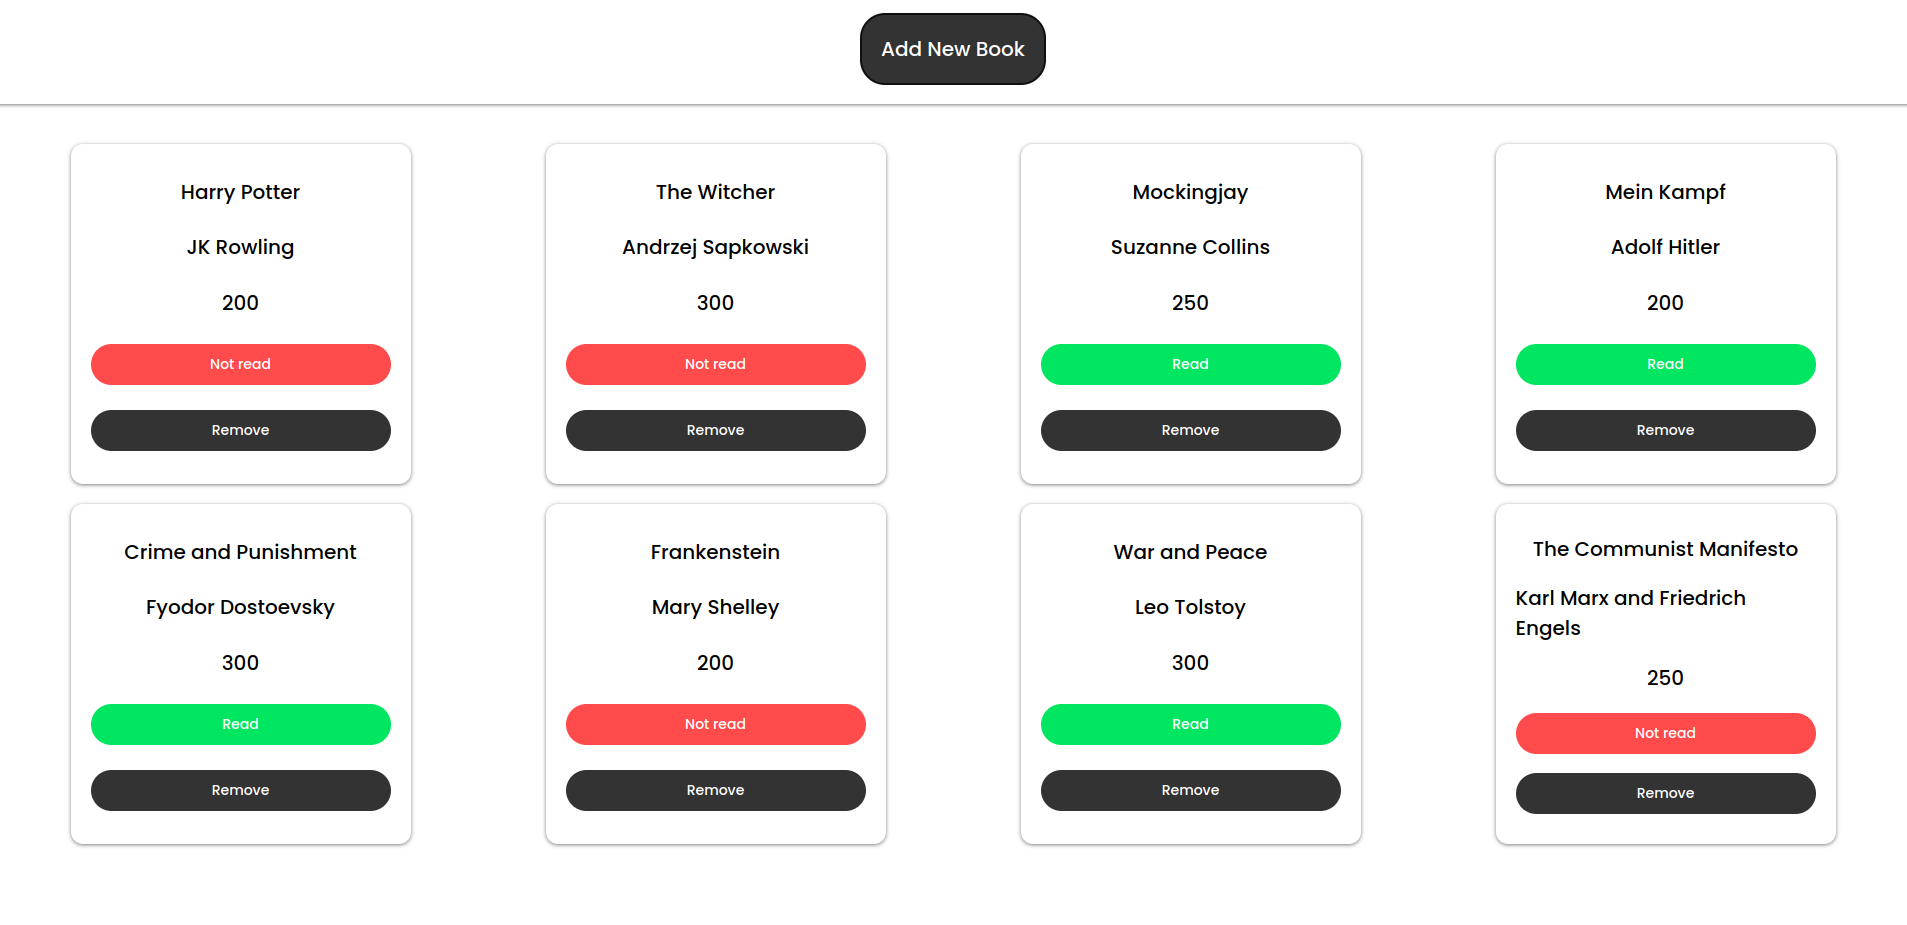 Add New Book
Harry Potter
JK Rowling
200
Not read
Remove
The Witcher
Andrzej Sapkowski
300
Not read
Remove
Mockingjay
Suzanne Collins
250
Read
Remove
Mein Kampf
Adolf Hitler
200
Read
Remove
Crime and Punishment
Fyodor Dostoevsky
300
Read
Remove
Frankenstein
Mary Shelley
200
Not read
Remove
War and Peace
Leo Tolstoy
300
Read
Remove
The Communist Manifesto
Karl Marx and Friedrich
Engels
250
Not read
Remove